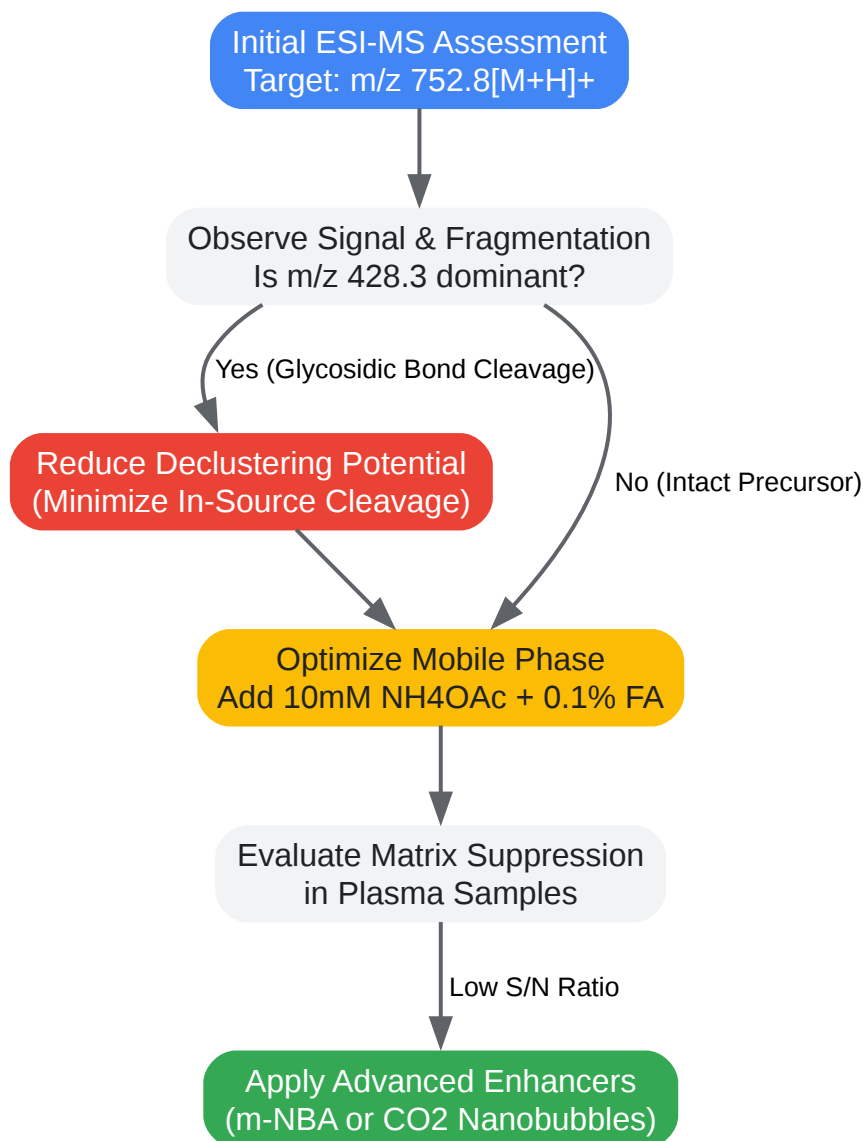 Initial ESI-MS Assessment
Target: m/z 752.8[M+H]+
Observe Signal & Fragmentation
Is m/z 428.3 dominant?
Yes (Glycosidic Bond Cleavage)
Reduce Declustering Potential
(Minimize In-Source Cleavage)
No (Intact Precursor)
Optimize Mobile Phase
Add 10mM NH4OAc + 0.1% FA
Evaluate Matrix Suppression
in Plasma Samples
Low S/N Ratio
Apply Advanced Enhancers
(m-NBA or CO2 Nanobubbles)